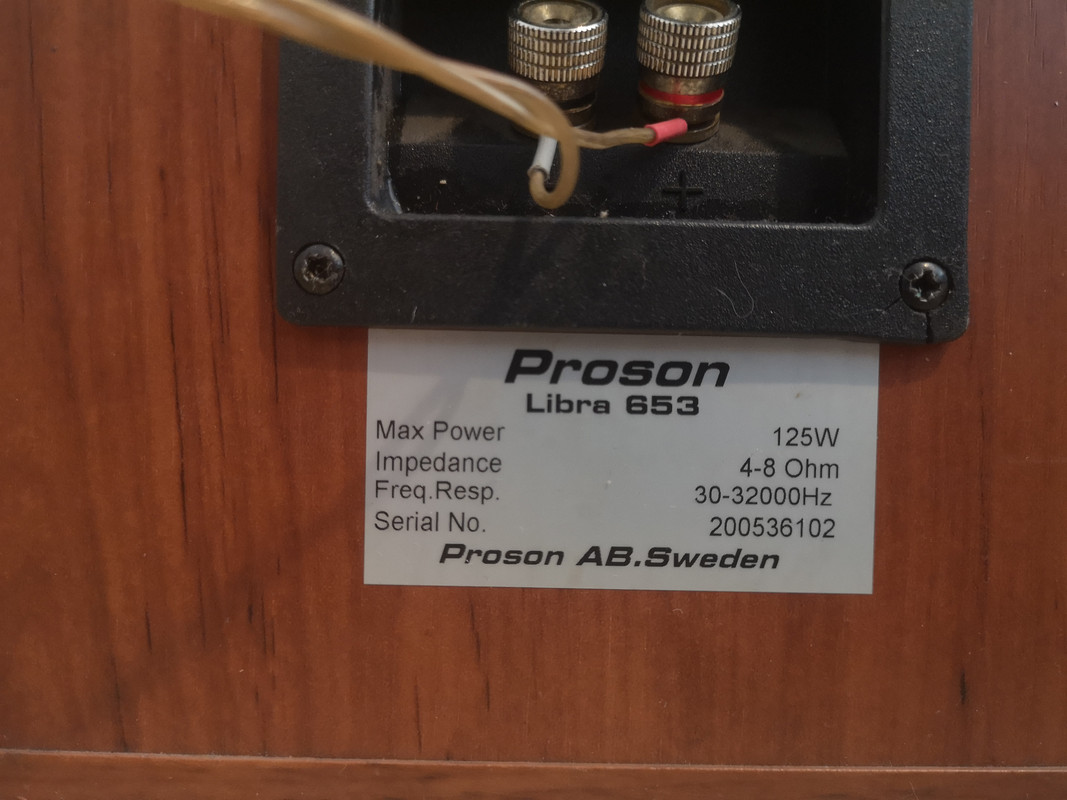 +
Proson
Libra 653
Max Power 125W
Impedance 4-8 Ohm
Freq.Resp. 30-32000Hz
Serial No. 200536102
Proson AB.Sweden